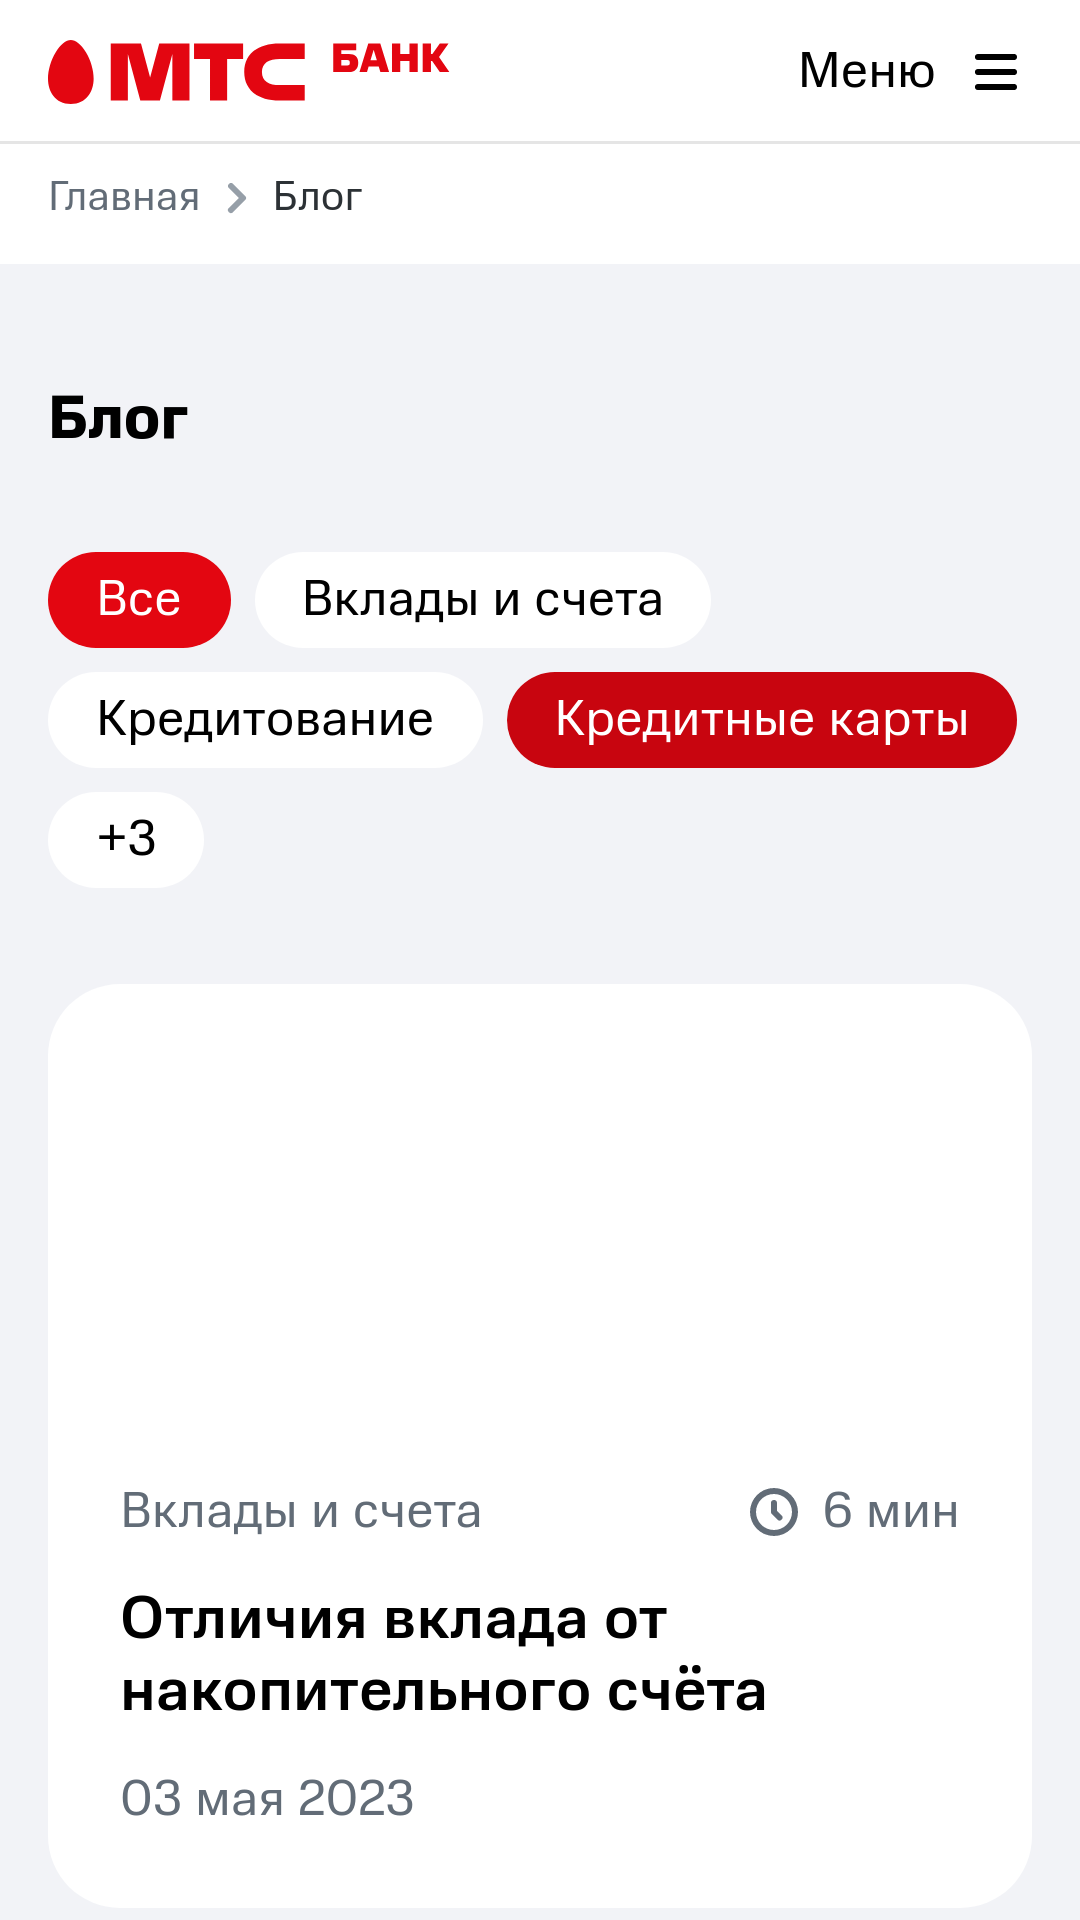 МТС БАНК
Меню
Главная
Блог
Блог
Все
Вклады и счета
Кредитование
Кредитные карты
+3
Вклады и счета
6 мин
Отличия вклада от
накопительного счёта
03 мая 2023